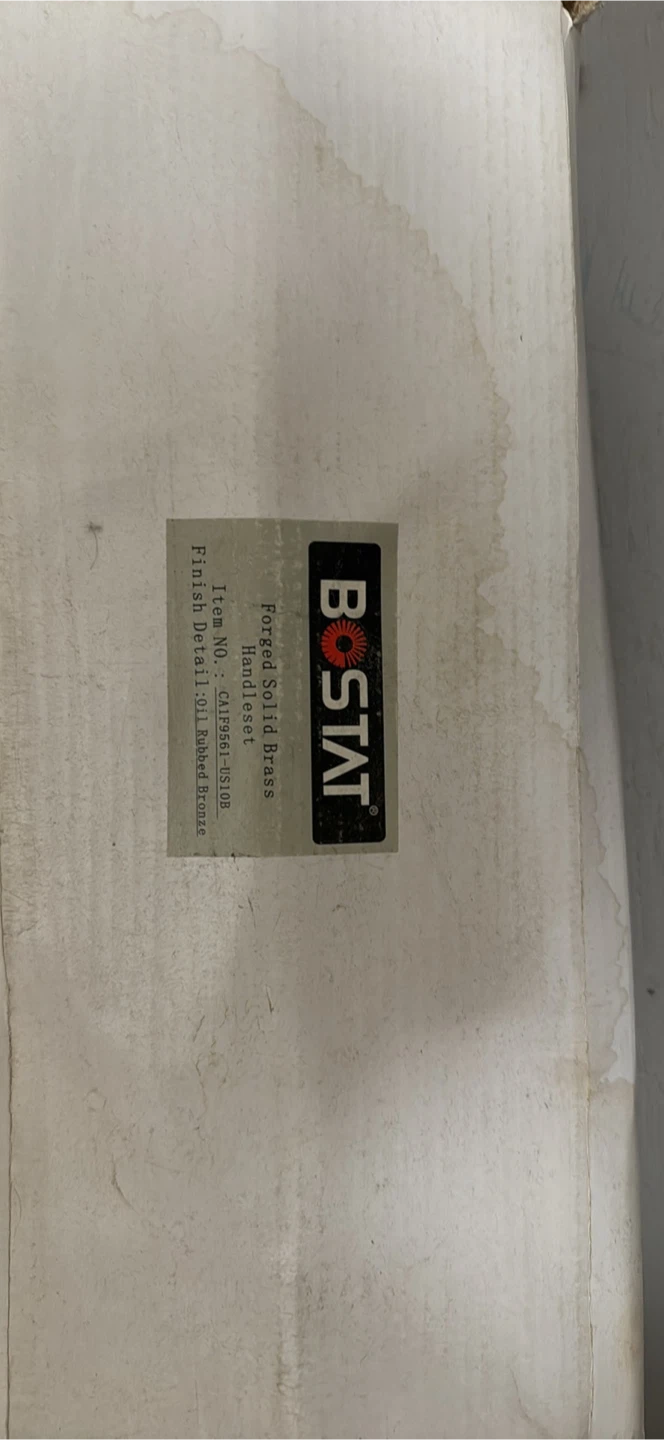 BOSTAT®
Forged Solid Brass
Handleset
Item NO.: CA1F9561-US10B
Finish Detail:Oil Rubbed Bronze